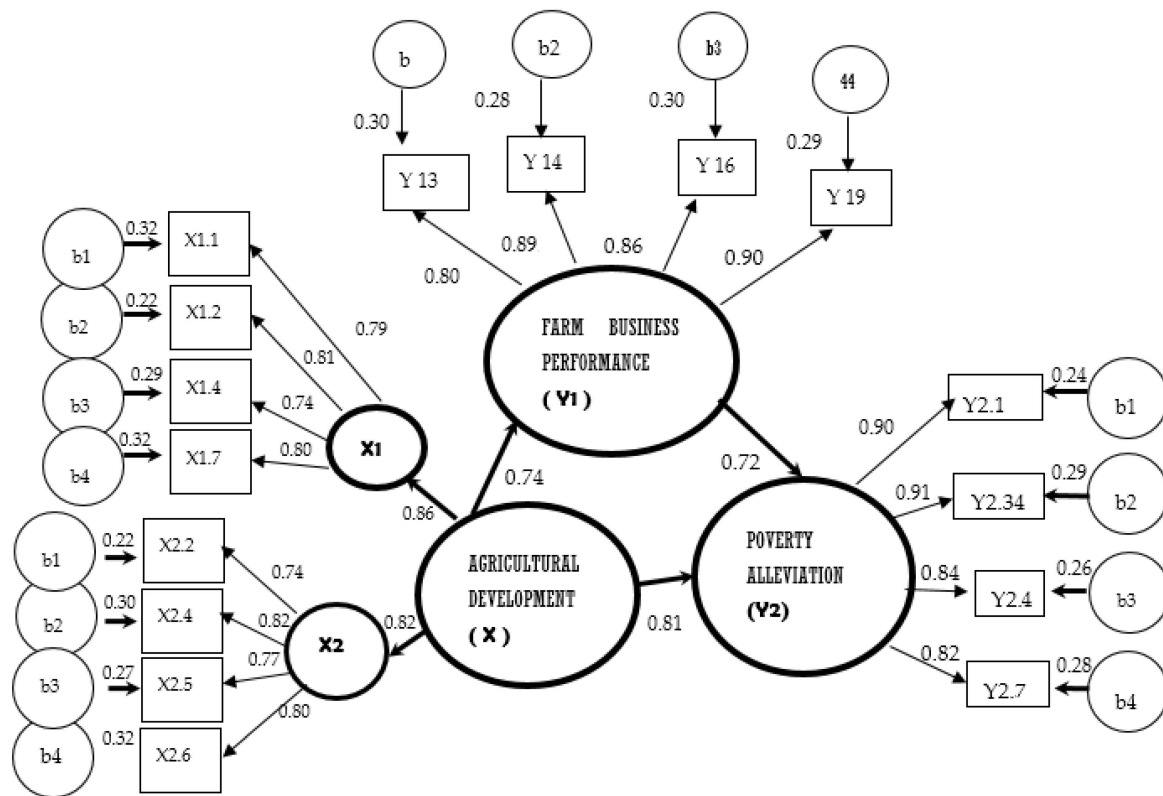 b
b2
b3
44
0.30
0.28
0.30
0.29
Y 13
Y 14
Y 16
Y 19
0.80
0.89
0.86
0.90
FARM BUSINESS
PERFORMANCE
( Y1)
b1
0.32
X1.1
0.79
b2
0.22
X1.2
0.81
b3
0.29
X1.4
0.74
b4
0.32
X1.7
0.80
X1
0.86
0.74
0.72
b1
0.22
X2.2
0.74
b2
0.30
X2.4
0.82
b3
0.27
X2.5
0.77
b4
0.32
X2.6
0.80
X2
0.82
AGRICULTURAL
DEVELOPMENT
( X )
0.81
POVERTY
ALLEVIATION
(Y2)
0.90
Y2.1
0.24
b1
0.91
Y2.34
0.29
b2
0.84
Y2.4
0.26
b3
0.82
Y2.7
0.28
b4